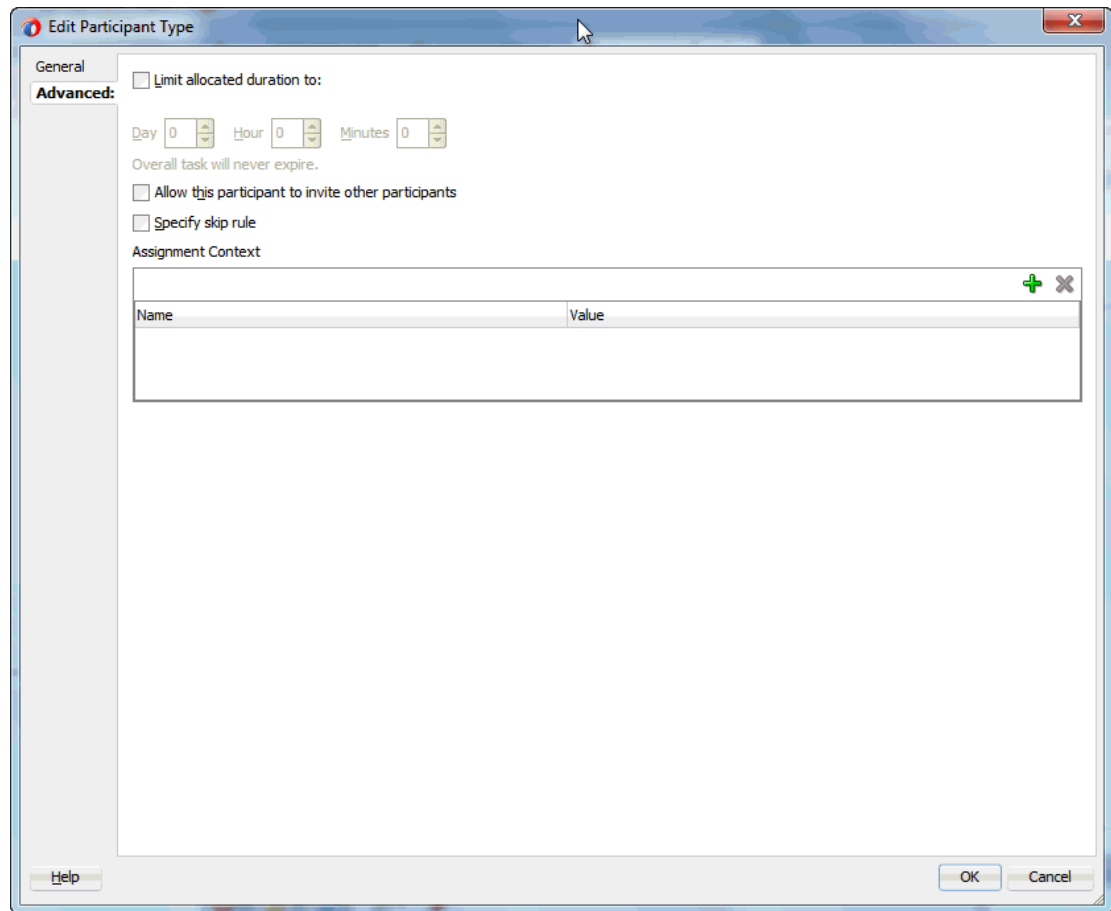 Edit Participant Type
General
Advanced:
Limit allocated duration to:
Day 0 Hour 0 Minutes 0
Overall task will never expire.
Allow this participant to invite other participants
Specify skip rule
Assignment Context
Name Value
Help OK Cancel